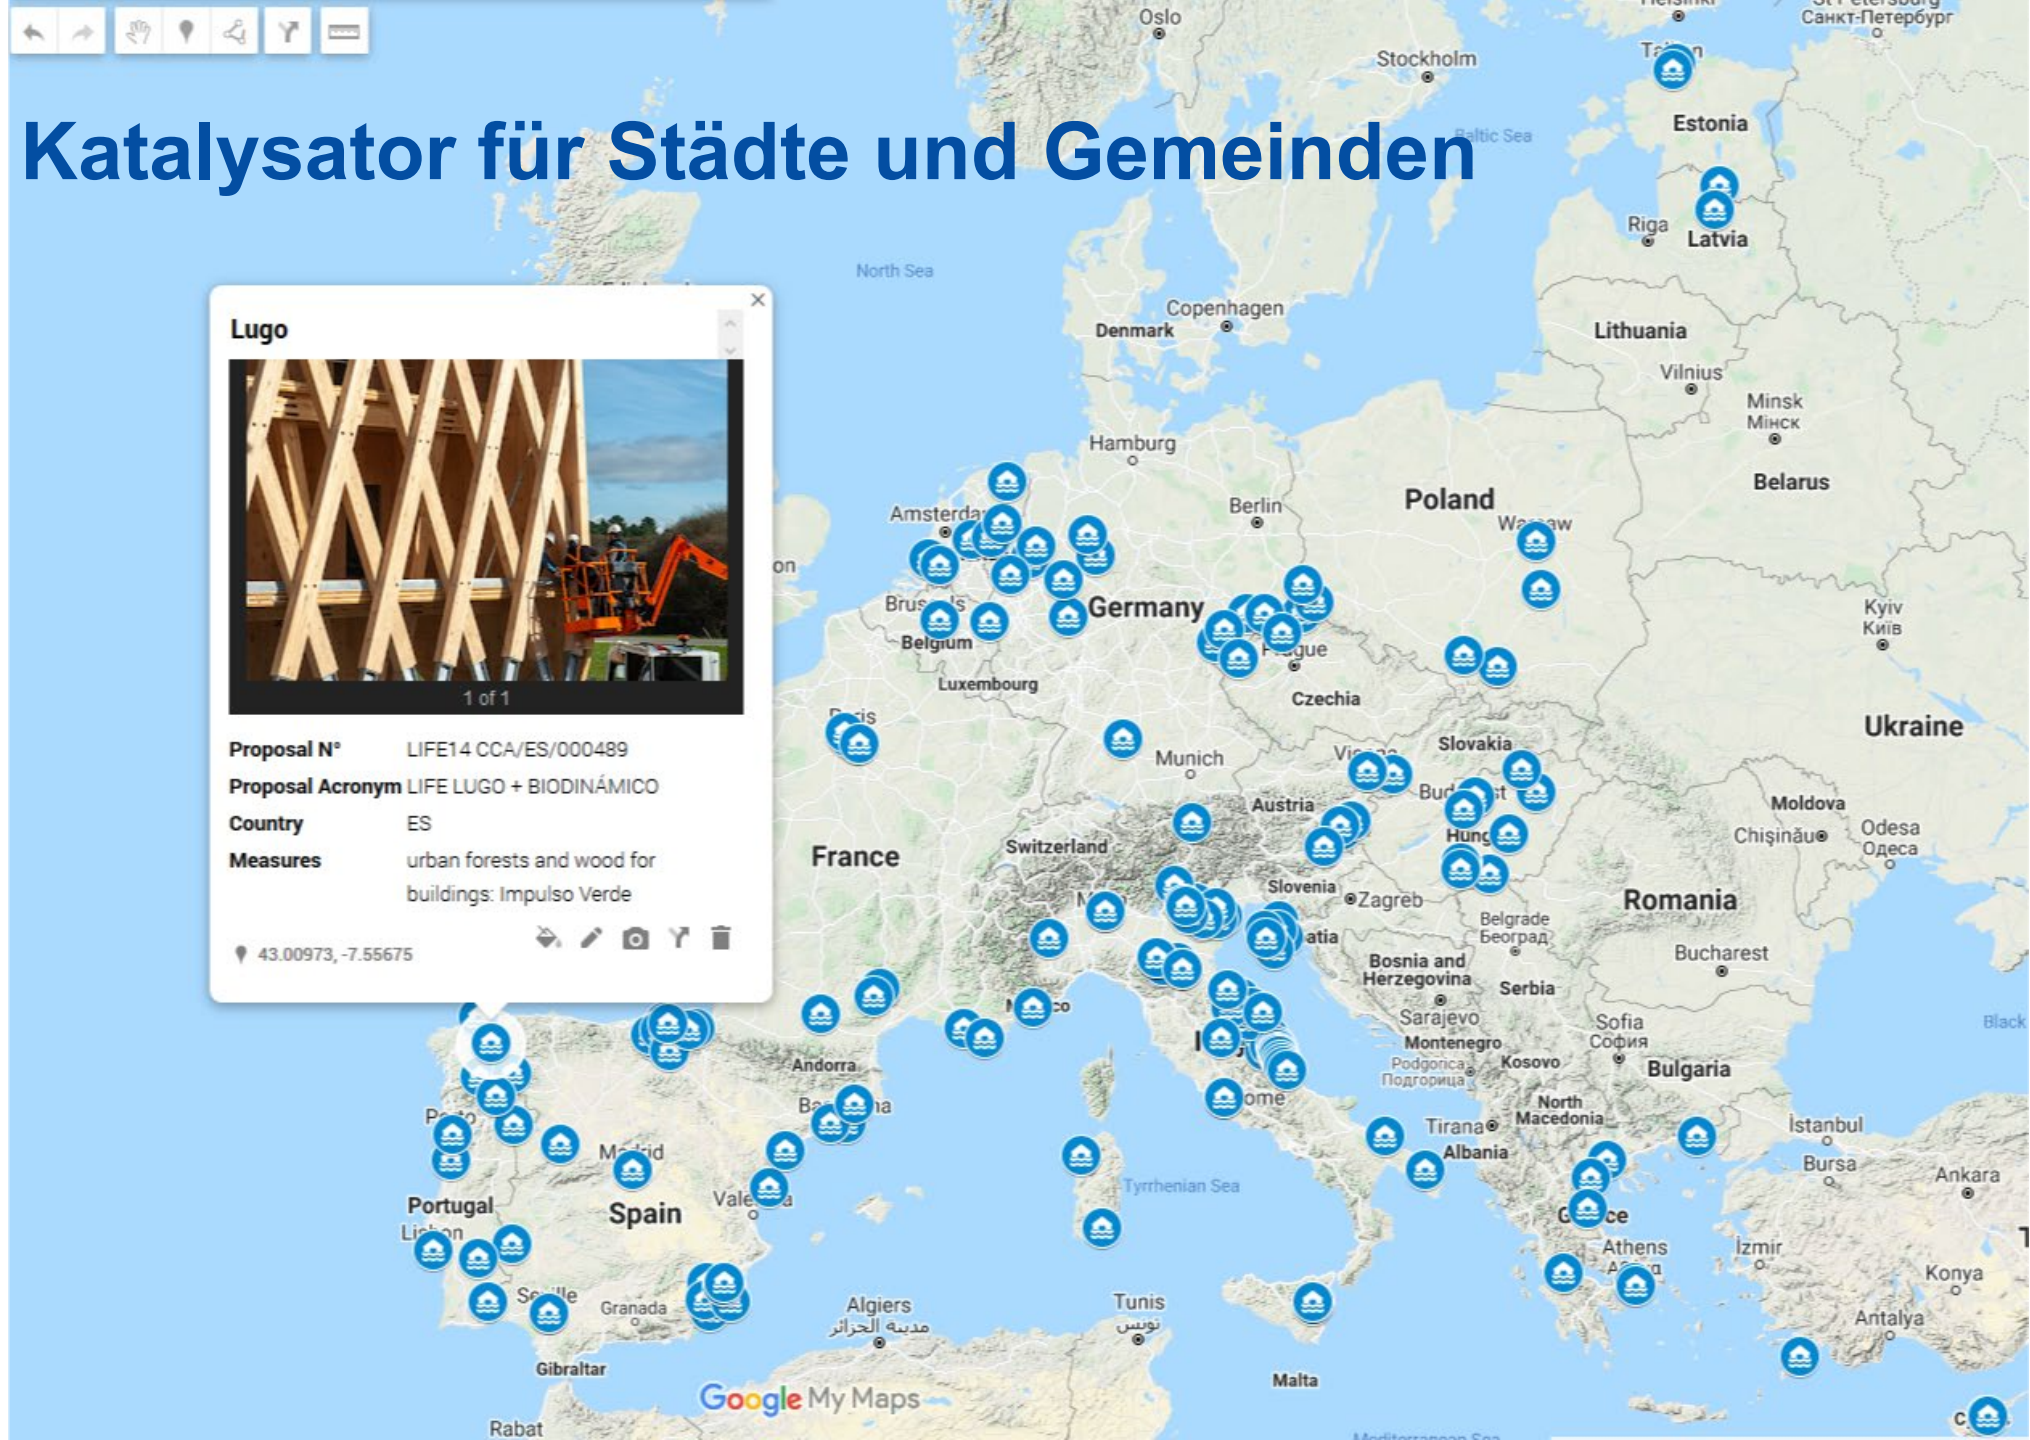 Oslo
Санкт-Петербург
Stockholm
Estonia
Katalysator für Städte und Gemeinden
Baltic Sea
Riga
Latvia
North Sea
Copenhagen
Denmark
Lithuania
Vilnius
Minsk
Мінск
Belarus
Lugo
1 of 1
Proposal N° LIFE14 CCA/ES/000489
Proposal Acronym LIFE LUGO + BIODINÁMICO
Country ES
Measures urban forests and wood for
buildings: Impulso Verde
43.00973, -7.55675
Hamburg
Berlin
Poland
Germany
Belgium
Luxembourg
Czechia
Kyiv
Київ
Ukraine
Slovakia
Munich
Austria
Moldova
Chișinău
Odesa
Одеса
Switzerland
France
Slovenia
Zagreb
Romania
Belgrade
Београд
Bosnia and
Herzegovina
Serbia
Bucharest
Sarajevo
Sofia
София
Black
Montenegro
Podgorica
Подгорица
Kosovo
Bulgaria
Andorra
North
Macedonia
Tirana
Albania
İstanbul
Bursa
Ankara
Tyrrhenian Sea
Portugal
Spain
Athens
İzmir
Konya
Granada
Algiers
مدينة الجزائر
Tunis
تونس
Antalya
Gibraltar
Malta
Google My Maps
Rabat